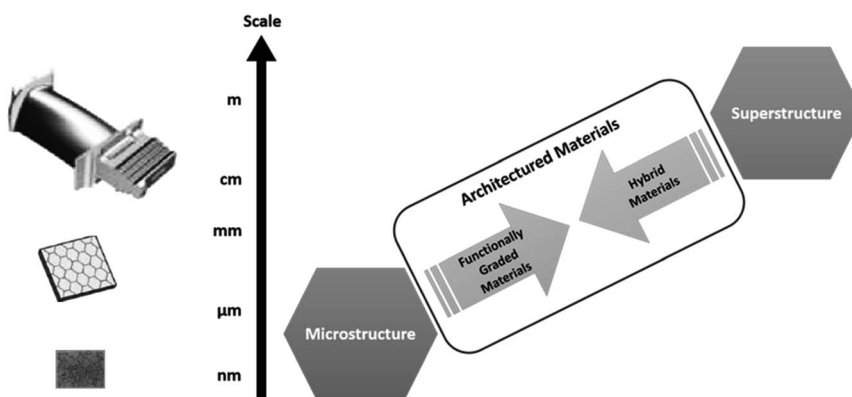 Scale
m
cm
mm
μm
nm
Superstructure
Architectured Materials
Hybrid
Materials
Functionally
Graded
Materials
Microstructure